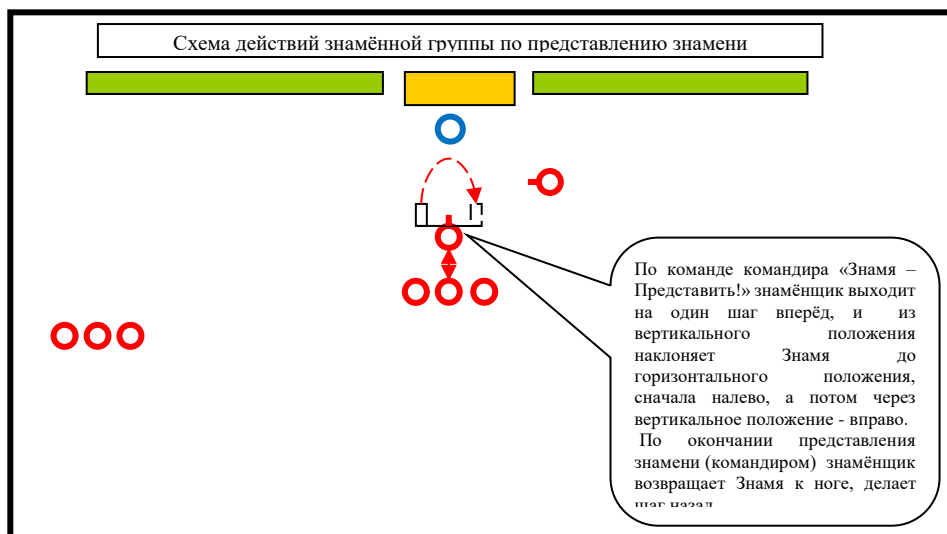 Схема действий знамённой группы по представлению знамени
По команде командира «Знамя –
Представить!» знамёнщик выходит
на один шаг вперёд, и из
вертикального положения
наклоняет Знамя до
горизонтального положения,
сначала налево, а потом через
вертикальное положение - вправо.
По окончании представления
знамени (командиром) знамёнщик
возвращает Знамя к ноге, делает
шаг назад